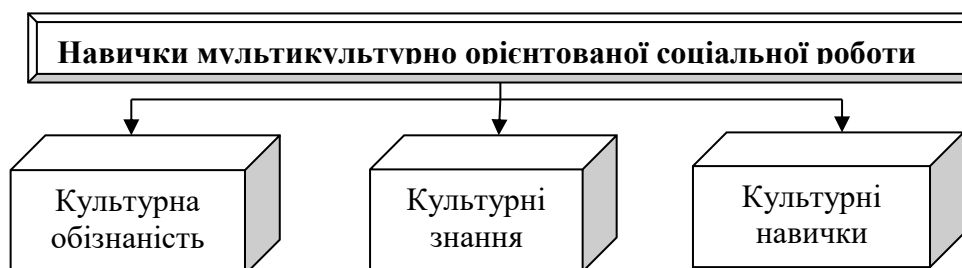 Навички мультикультурно орієнтованої соціальної роботи
Культурна
обізнаність
Культурні
знання
Культурні
навички